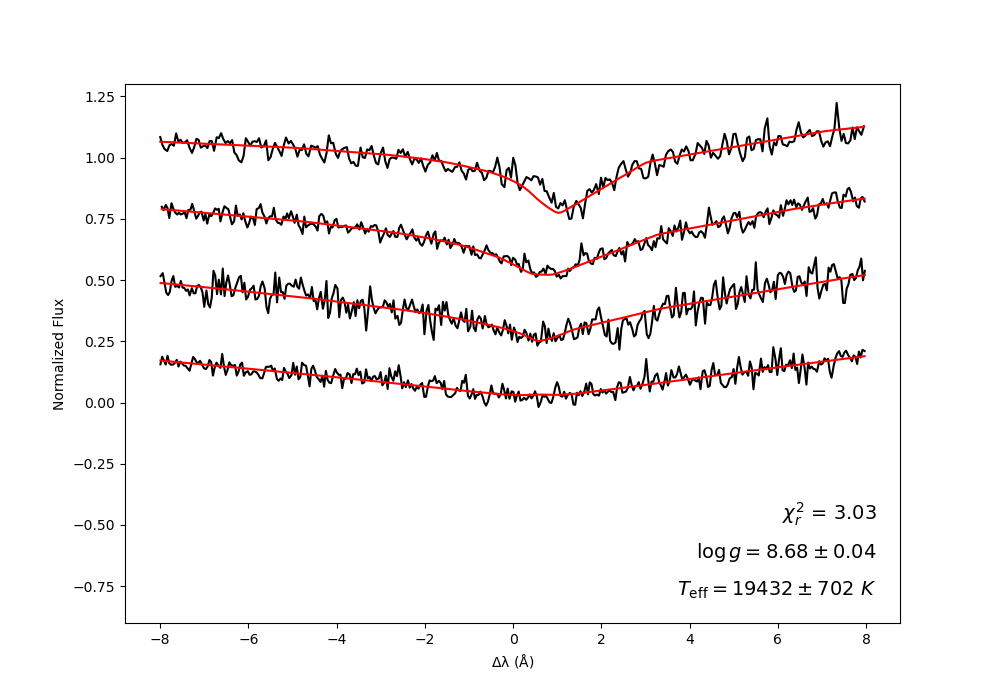 1.25
1.00
0.75
0.50
0.25
0.00
−0.25
−0.50
−0.75
Normalized Flux
χ²ᵣ = 3.03
log g = 8.68 ± 0.04
T_eff = 19432 ± 702 K
−8 −6 −4 −2 0 2 4 6 8
Δλ (Å)